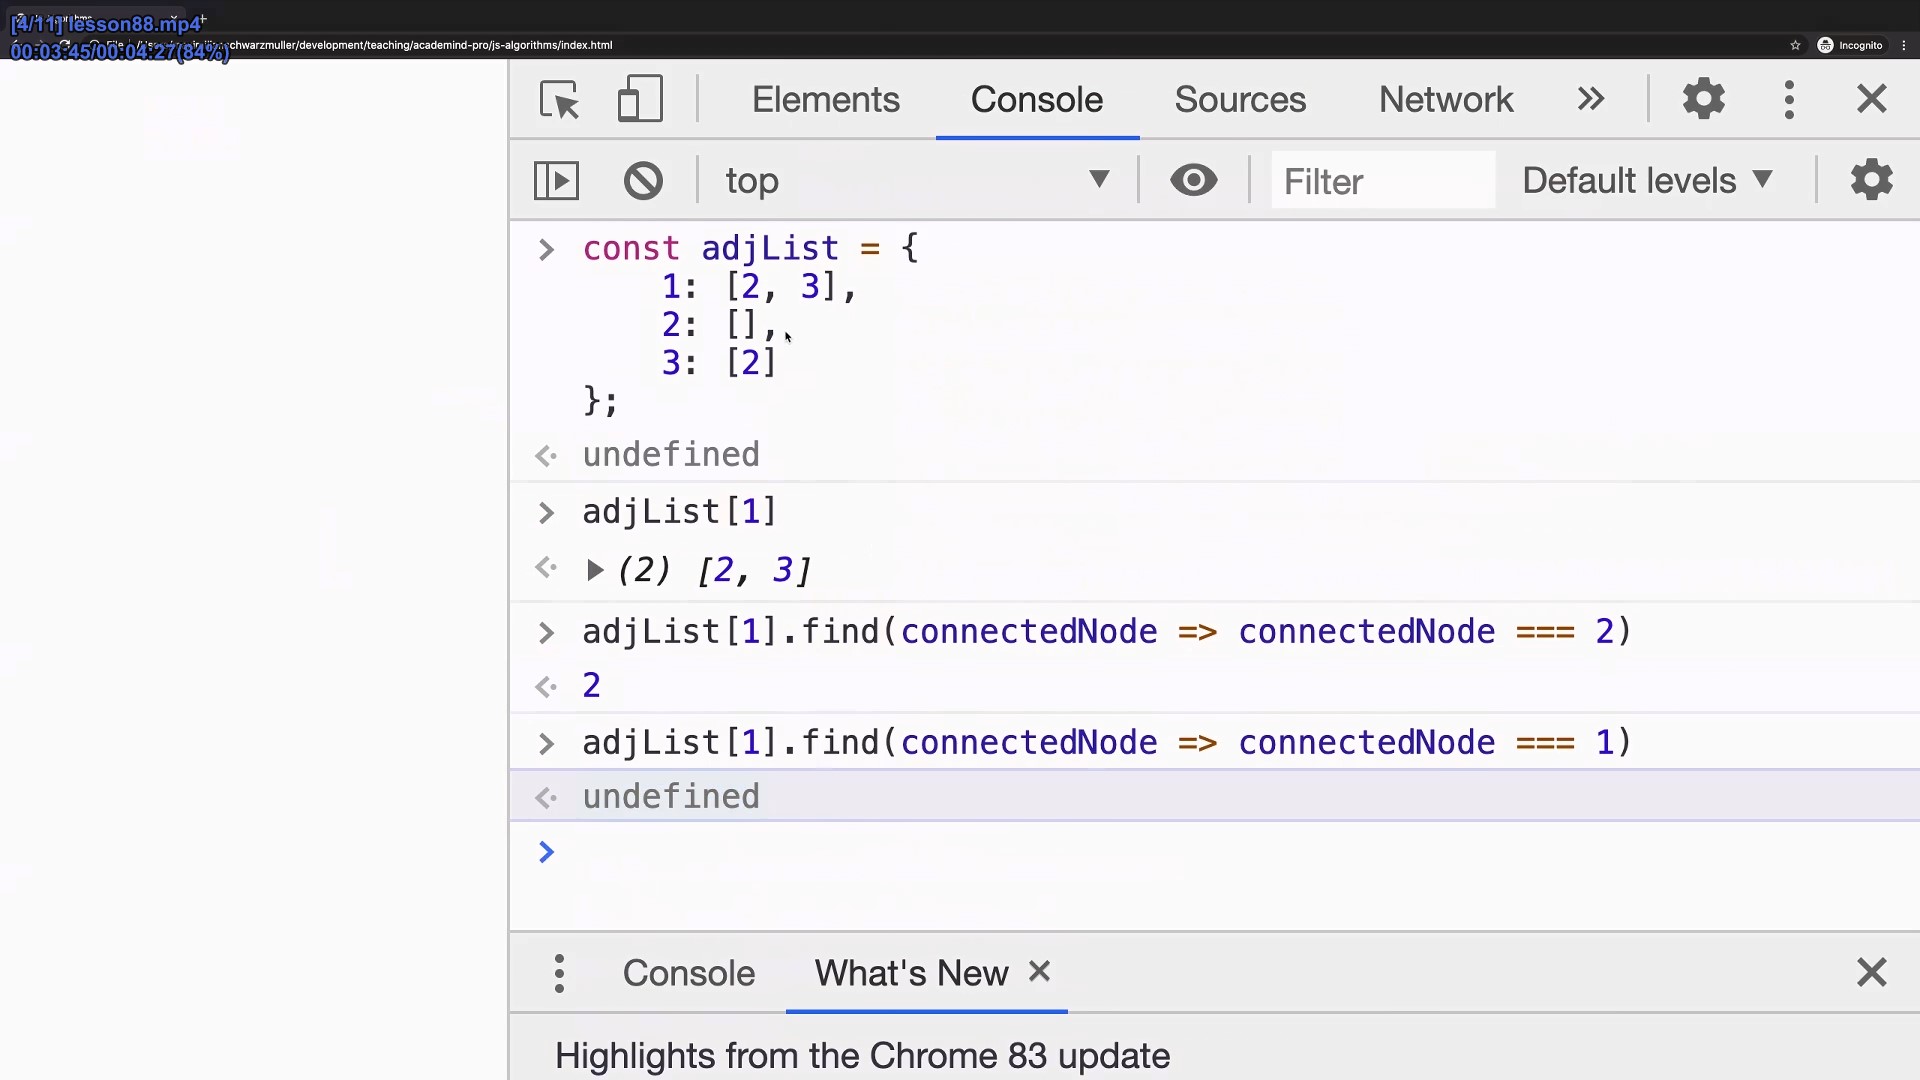 [4/11] lesson88.mp4
00:03:45/00:04:27(84%)
schwarzmuller/development/teaching/academind-pro/js-algorithms/index.html
Incognito
Elements Console Sources Network
top Filter Default levels
const adjList = {
1: [2, 3],
2: [],
3: [2]
};
undefined
adjList[1]
(2) [2, 3]
adjList[1].find(connectedNode => connectedNode === 2)
2
adjList[1].find(connectedNode => connectedNode === 1)
undefined
Console What's New
Highlights from the Chrome 83 update